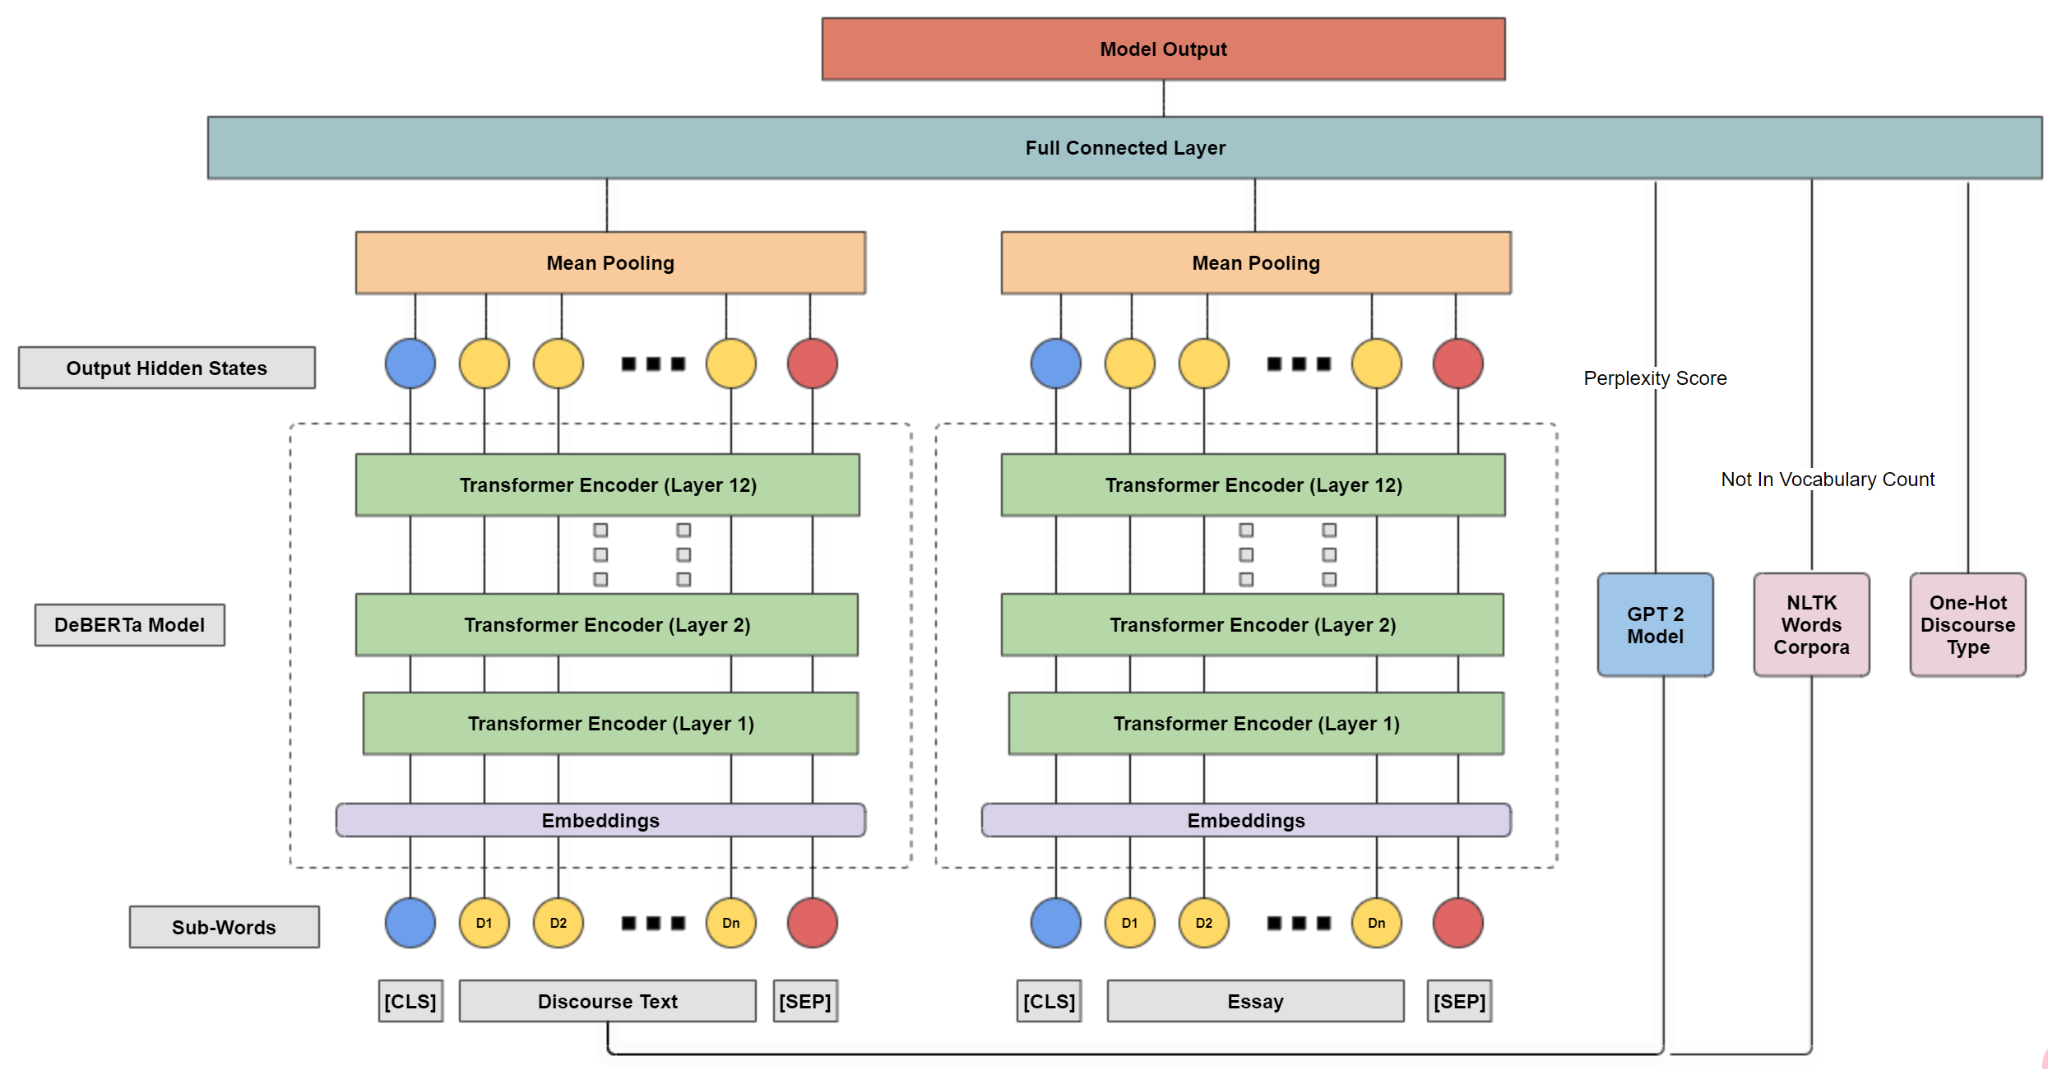 Model Output
Full Connected Layer
Mean Pooling
Mean Pooling
Output Hidden States
Perplexity Score
Transformer Encoder (Layer 12)
Transformer Encoder (Layer 12)
Not In Vocabulary Count
DeBERTa Model
Transformer Encoder (Layer 2)
Transformer Encoder (Layer 2)
GPT 2
Model
NLTK
Words
Corpora
One-Hot
Discourse
Type
Transformer Encoder (Layer 1)
Transformer Encoder (Layer 1)
Embeddings
Embeddings
Sub-Words
D1
D2
Dn
D1
D2
Dn
[CLS]
Discourse Text
[SEP]
[CLS]
Essay
[SEP]